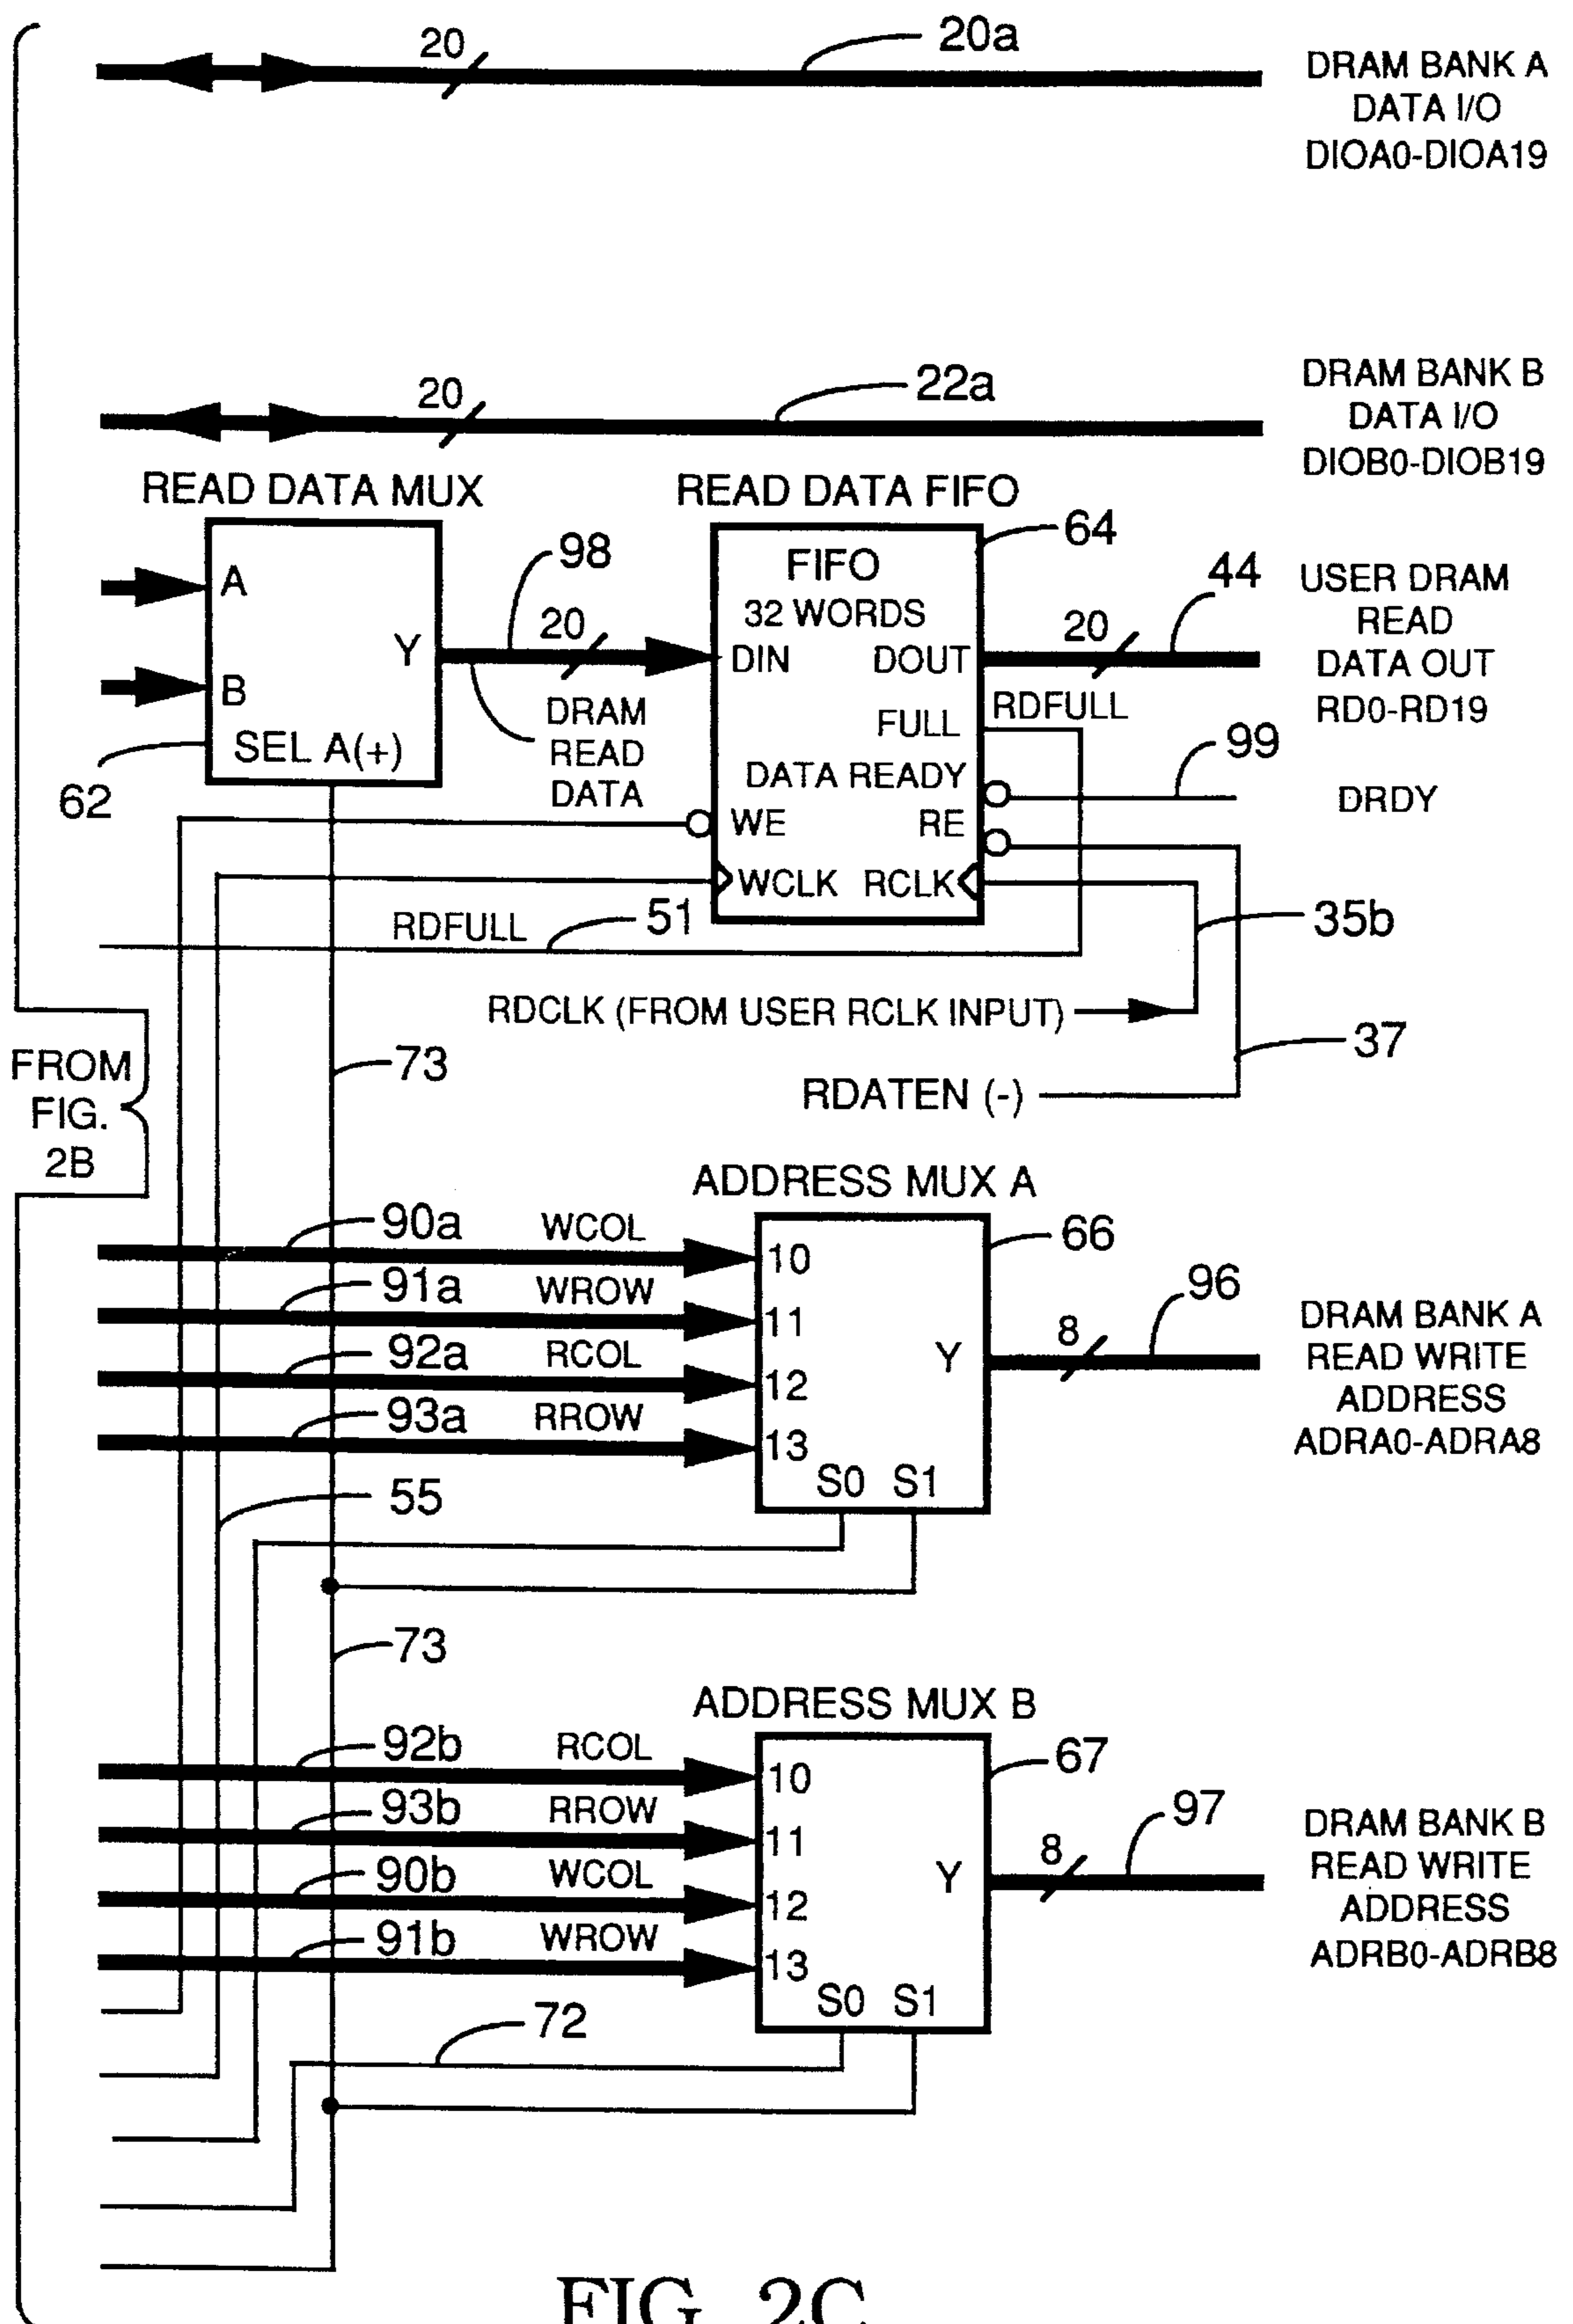 20
20a
DRAM BANK A
DATA I/O
DIOA0-DIOA19
20
22a
DRAM BANK B
DATA I/O
DIOB0-DIOB19
READ DATA MUX
A
B
Y
SEL A(+)
62
98
20
DRAM
READ
DATA
READ DATA FIFO
64
FIFO
32 WORDS
DIN DOUT
FULL
DATA READY
WE RE
WCLK RCLK
20
44
USER DRAM
READ
DATA OUT
RD0-RD19
RDFULL
99
DRDY
RDFULL
51
35b
RDCLK (FROM USER RCLK INPUT)
37
RDATEN (-)
FROM
FIG.
2B
73
ADDRESS MUX A
90a WCOL
91a WROW
92a RCOL
93a RROW
10
11
12
13
Y
S0 S1
66
8
96
DRAM BANK A
READ WRITE
ADDRESS
ADRA0-ADRA8
55
73
ADDRESS MUX B
92b RCOL
93b RROW
90b WCOL
91b WROW
10
11
12
13
Y
S0 S1
67
8
97
DRAM BANK B
READ WRITE
ADDRESS
ADRB0-ADRB8
72
FIG. 2C